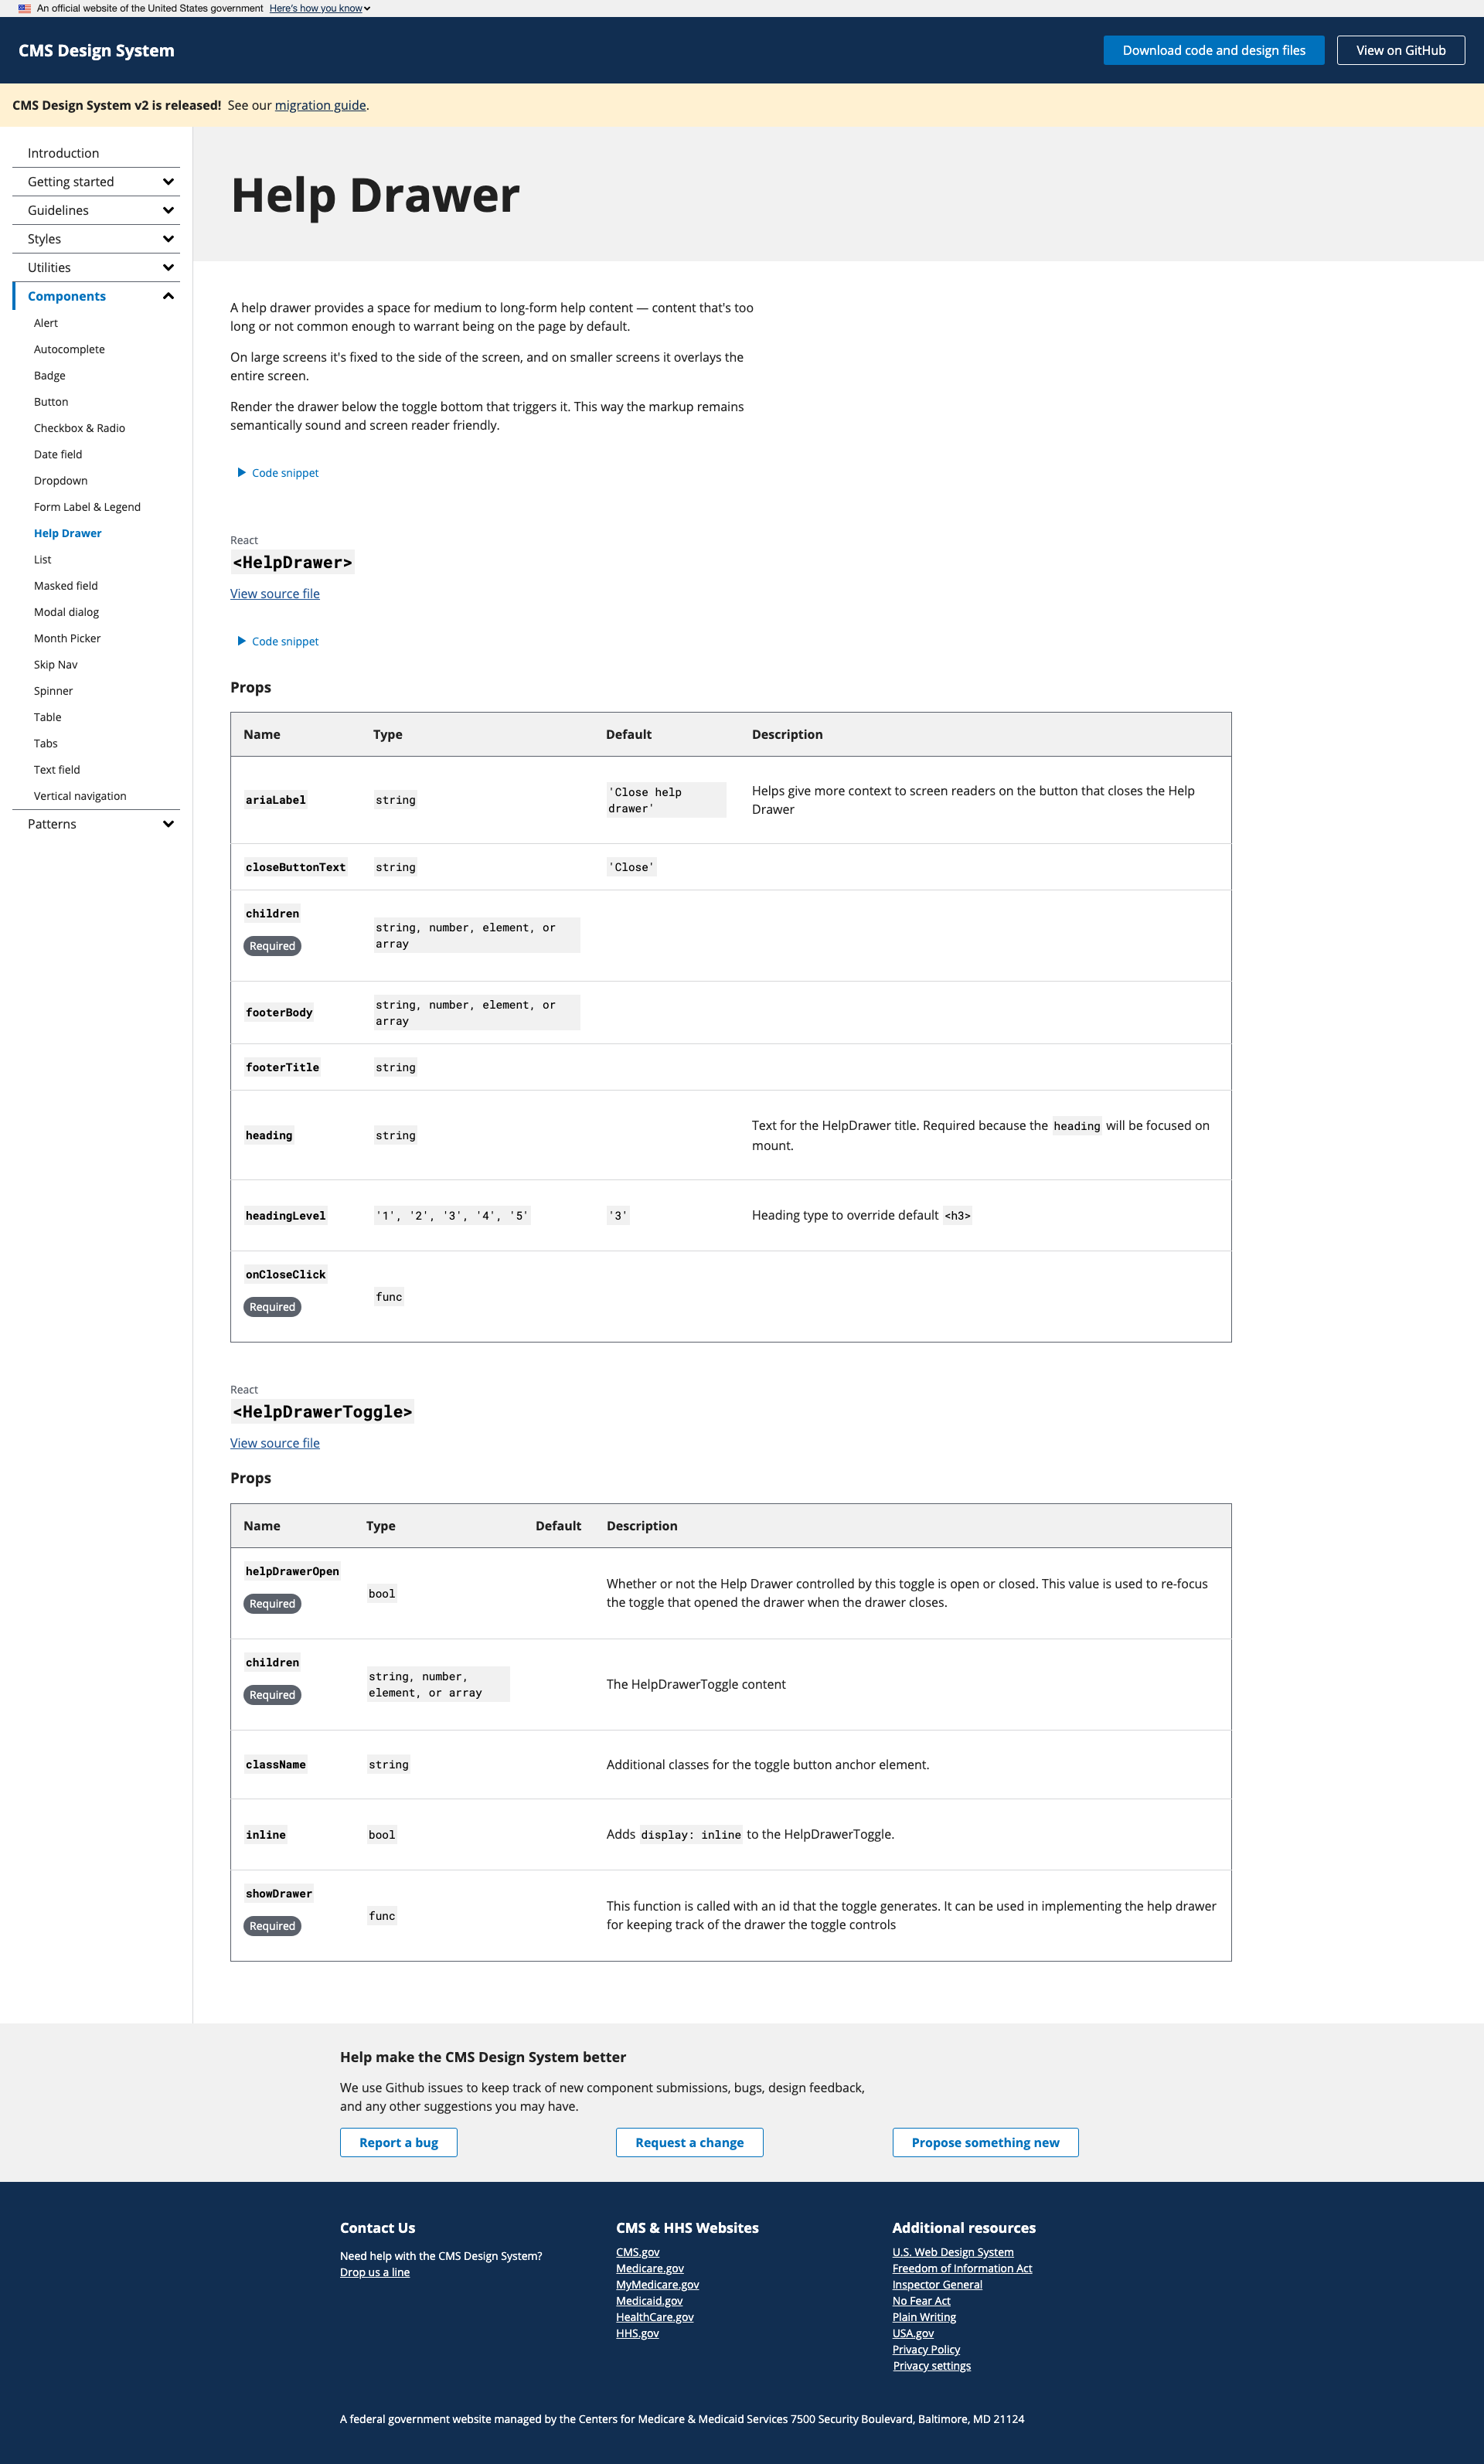 An official website of the United States government Here's how you know
CMS Design System
Download code and design files
View on GitHub
CMS Design System v2 is released! See our migration guide.
Introduction
Getting started
Guidelines
Styles
Utilities
Components
Alert
Autocomplete
Badge
Button
Checkbox & Radio
Date field
Dropdown
Form Label & Legend
Help Drawer
List
Masked field
Modal dialog
Month Picker
Skip Nav
Spinner
Table
Tabs
Text field
Vertical navigation
Patterns
Help Drawer
A help drawer provides a space for medium to long-form help content — content that's too
long or not common enough to warrant being on the page by default.
On large screens it's fixed to the side of the screen, and on smaller screens it overlays the
entire screen.
Render the drawer below the toggle bottom that triggers it. This way the markup remains
semantically sound and screen reader friendly.
Code snippet
React
<HelpDrawer>
View source file
Code snippet
Props
Name Type Default Description
ariaLabel string 'Close help
drawer' Helps give more context to screen readers on the button that closes the Help
Drawer
closeButtonText string 'Close'
children
Required
string, number, element, or
array
footerBody string, number, element, or
array
footerTitle string
heading string Text for the HelpDrawer title. Required because the heading will be focused on
mount.
headingLevel '1', '2', '3', '4', '5' '3' Heading type to override default <h3>
onCloseClick
Required
func
React
<HelpDrawerToggle>
View source file
Props
Name Type Default Description
helpDrawerOpen
Required
bool
Whether or not the Help Drawer controlled by this toggle is open or closed. This value is used to re-focus
the toggle that opened the drawer when the drawer closes.
children
Required
string, number,
element, or array
The HelpDrawerToggle content
className string Additional classes for the toggle button anchor element.
inline bool Adds display: inline to the HelpDrawerToggle.
showDrawer
Required
func
This function is called with an id that the toggle generates. It can be used in implementing the help drawer
for keeping track of the drawer the toggle controls
Help make the CMS Design System better
We use Github issues to keep track of new component submissions, bugs, design feedback,
and any other suggestions you may have.
Report a bug
Request a change
Propose something new
Contact Us
Need help with the CMS Design System?
Drop us a line
CMS & HHS Websites
CMS.gov
Medicare.gov
MyMedicare.gov
Medicaid.gov
HealthCare.gov
HHS.gov
Additional resources
U.S. Web Design System
Freedom of Information Act
Inspector General
No Fear Act
Plain Writing
USA.gov
Privacy Policy
Privacy settings
A federal government website managed by the Centers for Medicare & Medicaid Services 7500 Security Boulevard, Baltimore, MD 21124